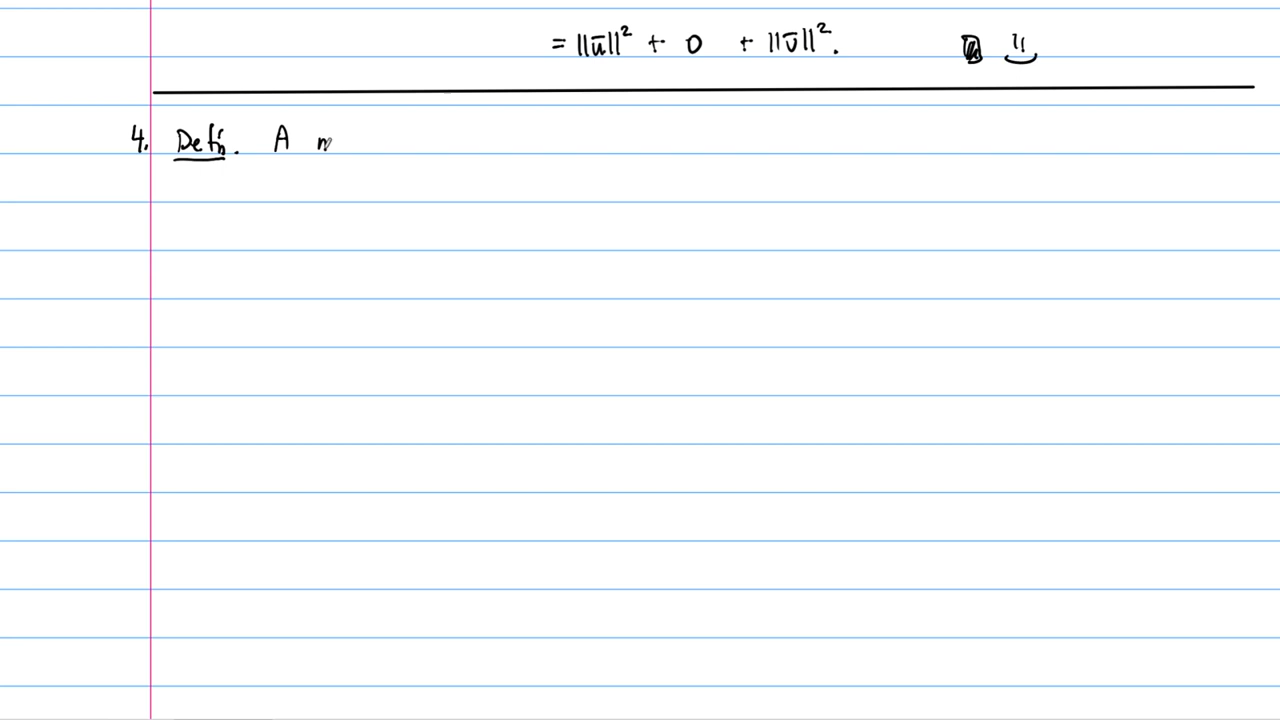 = ||ū||² + 0 + ||v̄||².
4. Defn. A